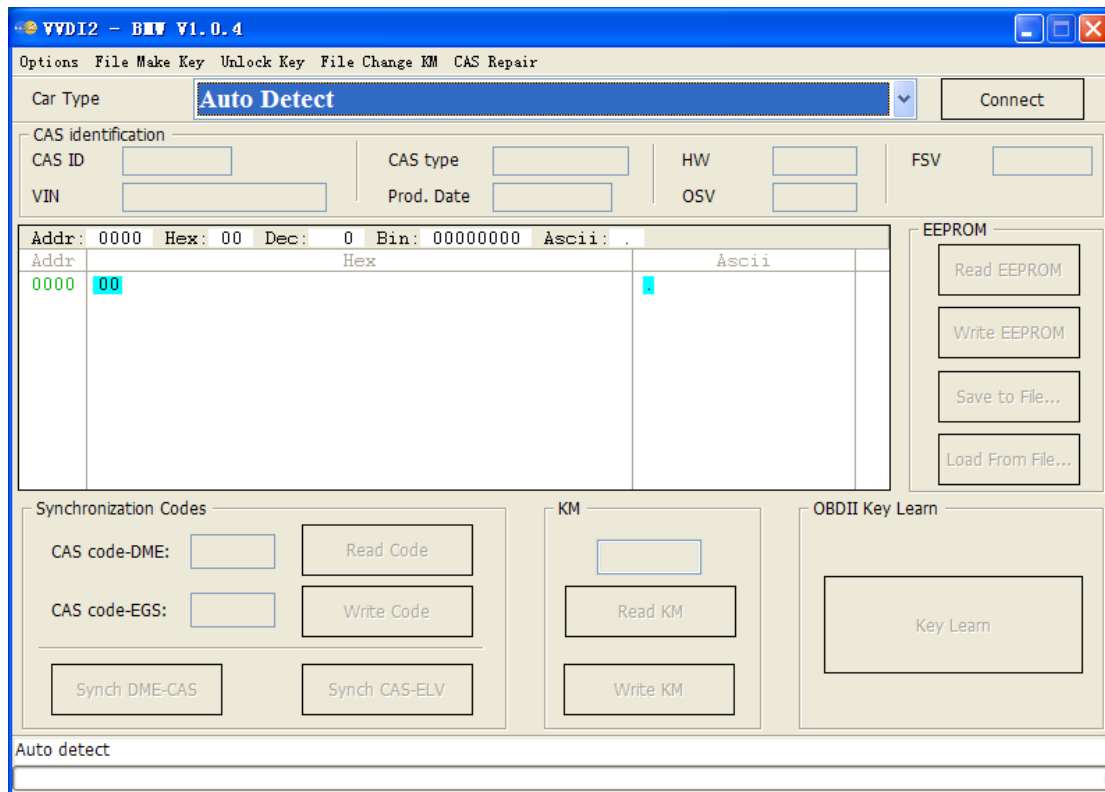 VVDI2 - BMW V1.0.4
Options File Make Key Unlock Key File Change KM CAS Repair
Car Type Auto Detect Connect
CAS identification
CAS ID CAS type HW FSV
VIN Prod. Date OSV
Addr: 0000 Hex: 00 Dec: 0 Bin: 00000000 Ascii: .
Addr Hex Ascii
0000 00 .
EEPROM
Read EEPROM
Write EEPROM
Save to File...
Load From File...
Synchronization Codes
CAS code-DME: Read Code
CAS code-EGS: Write Code
Synch DME-CAS Synch CAS-ELV
KM
Read KM
Write KM
OBDII Key Learn
Key Learn
Auto detect